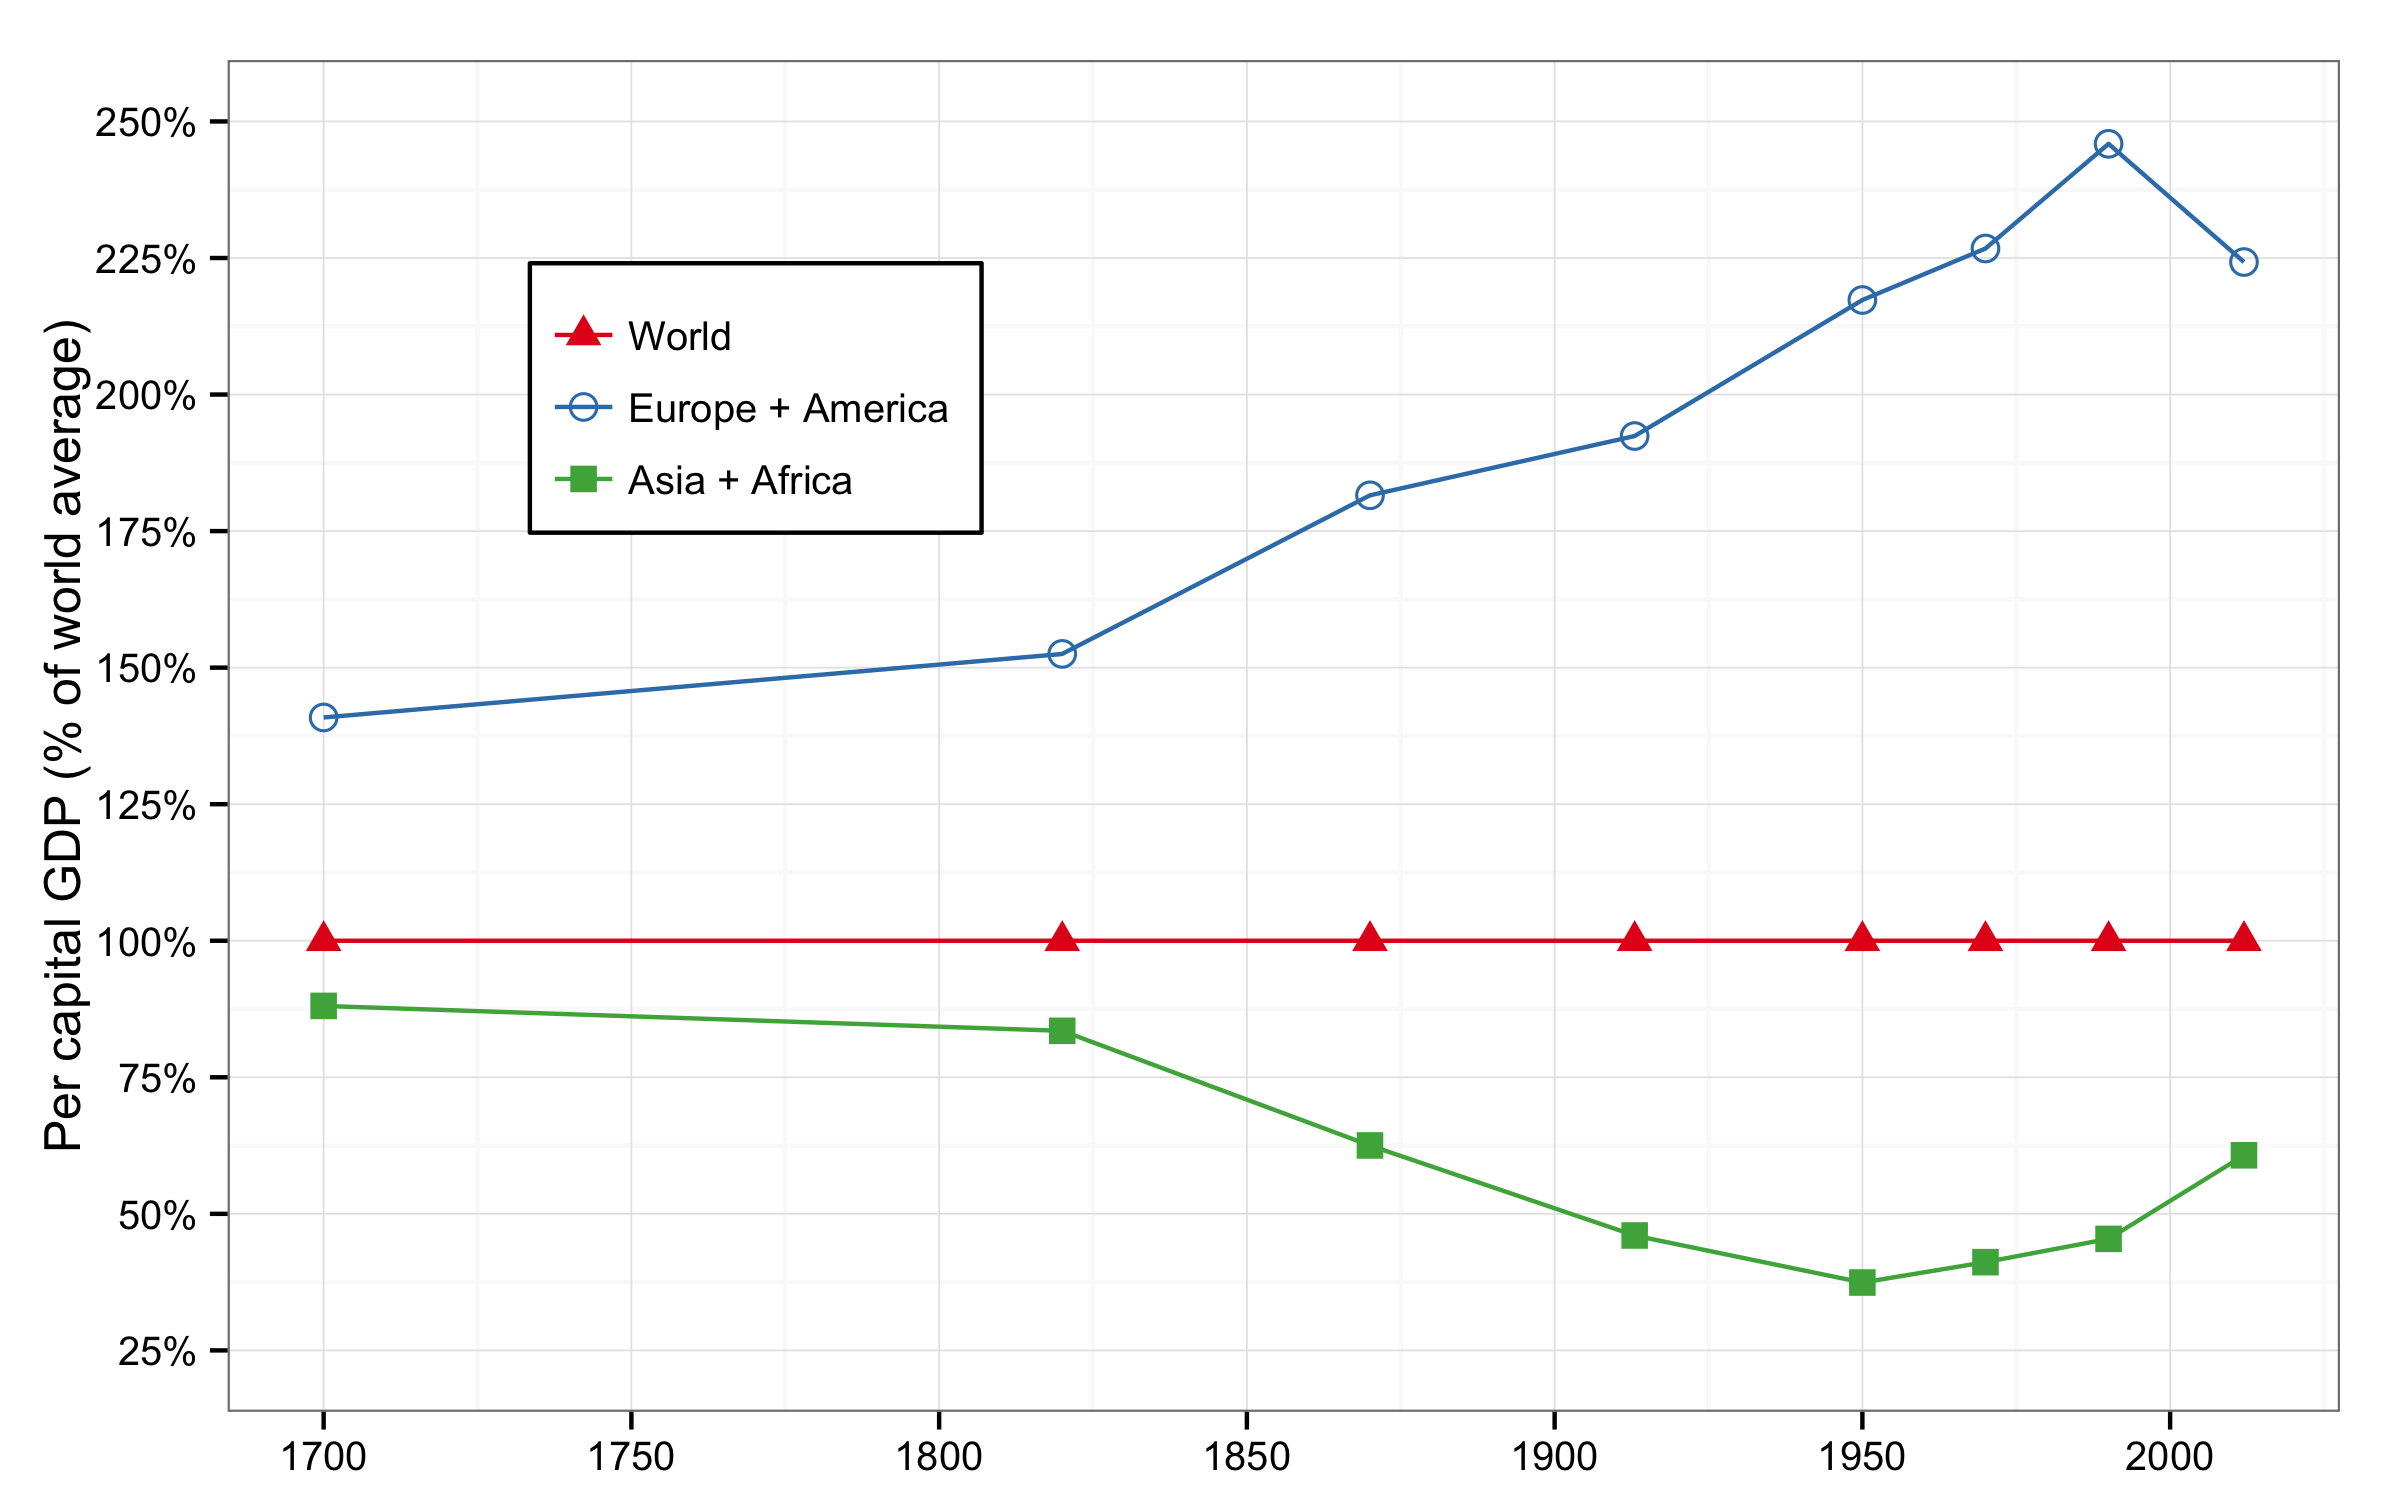 Per capital GDP (% of world average)
250%
225%
200%
175%
150%
125%
100%
75%
50%
25%
World
Europe + America
Asia + Africa
1700 1750 1800 1850 1900 1950 2000